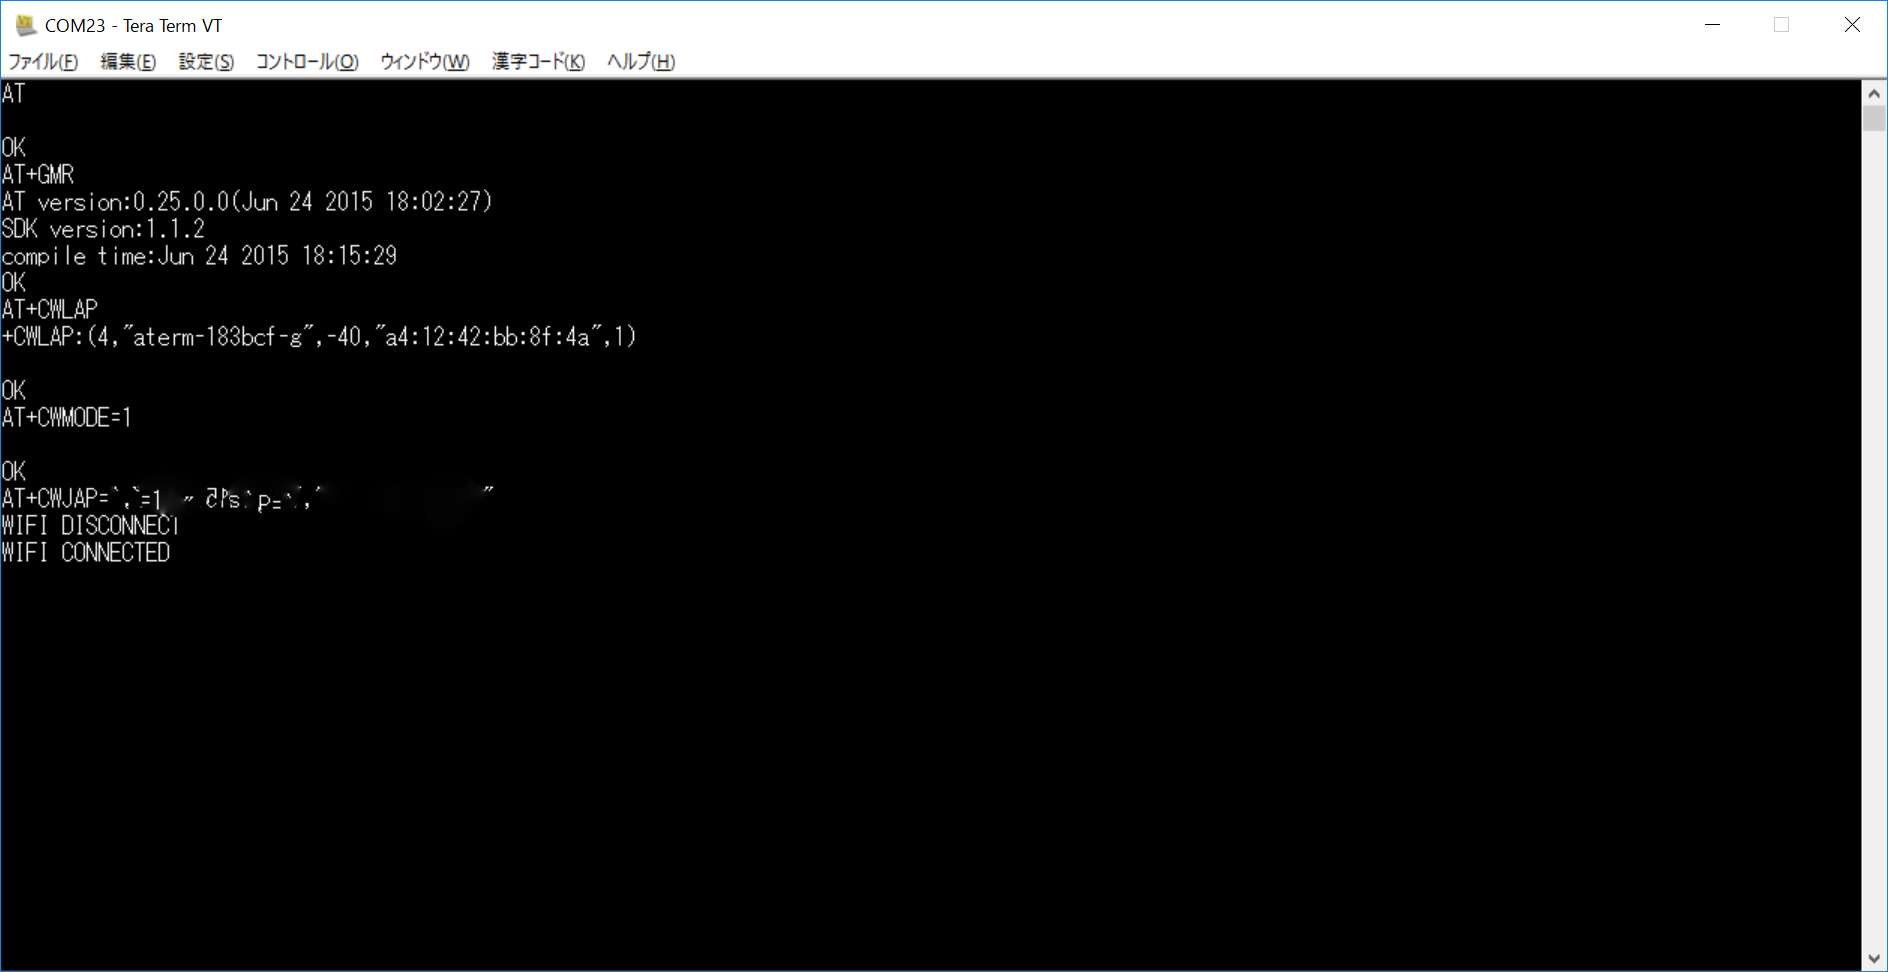 COM23 - Tera Term VT
ファイル(F) 編集(E) 設定(S) コントロール(O) ウィンドウ(W) 漢字コード(K) ヘルプ(H)
AT
OK
AT+GMR
AT version:0.25.0.0(Jun 24 2015 18:02:27)
SDK version:1.1.2
compile time:Jun 24 2015 18:15:29
OK
AT+CWLAP
+CWLAP:(4,"aterm-183bcf-g",-40,"a4:12:42:bb:8f:4a",1)
OK
AT+CWMODE=1
OK
AT+CWJAP=
WIFI DISCONNECT
WIFI CONNECTED